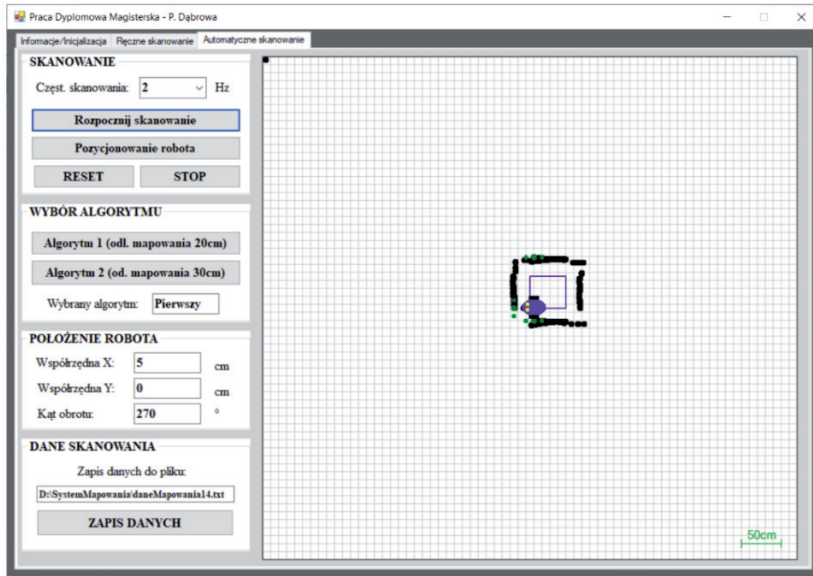 Praca Dyplomowa Magisterska - P. Dąbrowa
Informacje/Inicjalizacja Ręczne skanowanie Automatyczne skanowanie
SKANOWANIE
Częst. skanowania: 2 Hz
Rozpocznij skanowanie
Pozycjonowanie robota
RESET STOP
WYBÓR ALGORYTMU
Algorytm 1 (odl. mapowania 20cm)
Algorytm 2 (od. mapowania 30cm)
Wybrany algorytm: Pierwszy
POŁOŻENIE ROBOTA
Współrzędna X: 5 cm
Współrzędna Y: 0 cm
Kąt obrotu: 270 °
DANE SKANOWANIA
Zapis danych do pliku:
D:\SystemMapowania\daneMapowania14.txt
ZAPIS DANYCH
50cm